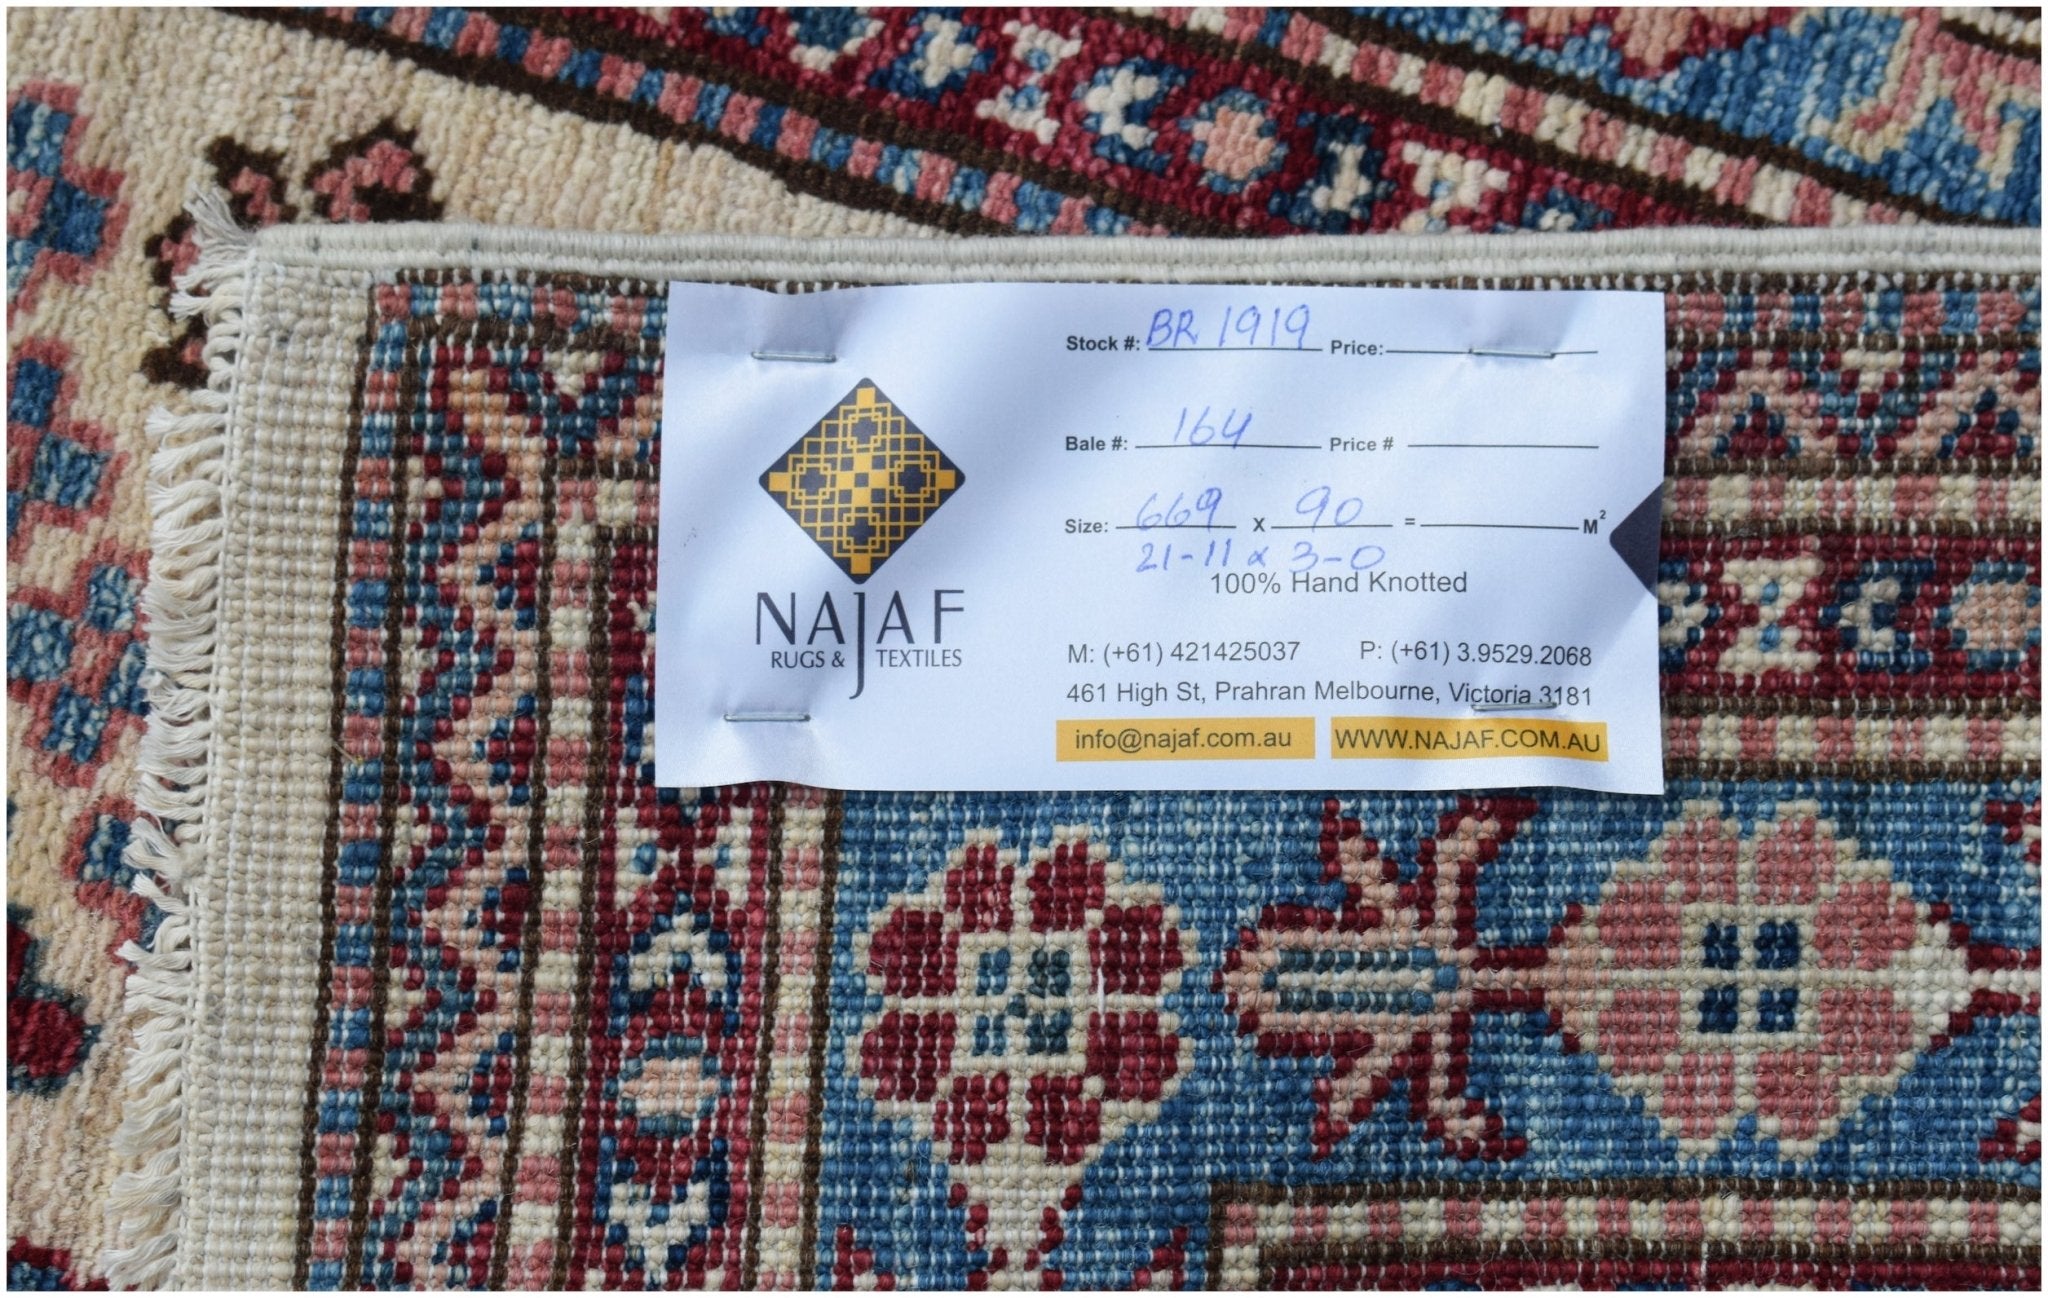 Stock #: BR 1919 Price:
Bale #: 164 Price #
Size: 669 x 90 = M²
21-11 x 3-0
100% Hand Knotted
NAJAF
RUGS & TEXTILES
M: (+61) 421425037 P: (+61) 3.9529.2068
461 High St, Prahran Melbourne, Victoria 3181
info@najaf.com.au WWW.NAJAF.COM.AU